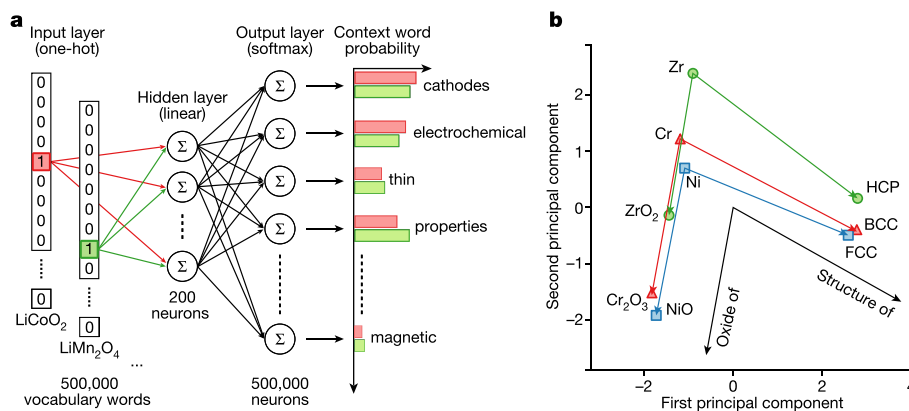 a
Input layer
(one-hot)
0
0
0
0
1
0
0
0
0
0
LiCoO₂
0
0
0
0
0
0
0
1
0
0
LiMn₂O₄
...
500,000
vocabulary words
Hidden layer
(linear)
Σ
Σ
Σ
200
neurons
Output layer
(softmax)
Σ
Σ
Σ
Σ
Σ
500,000
neurons
Context word
probability
cathodes
electrochemical
thin
properties
magnetic
b
Second principal component
2
1
0
−1
−2
Zr
Cr
Ni
HCP
BCC
FCC
ZrO₂
Cr₂O₃
NiO
Oxide of
Structure of
−2
0
2
4
First principal component